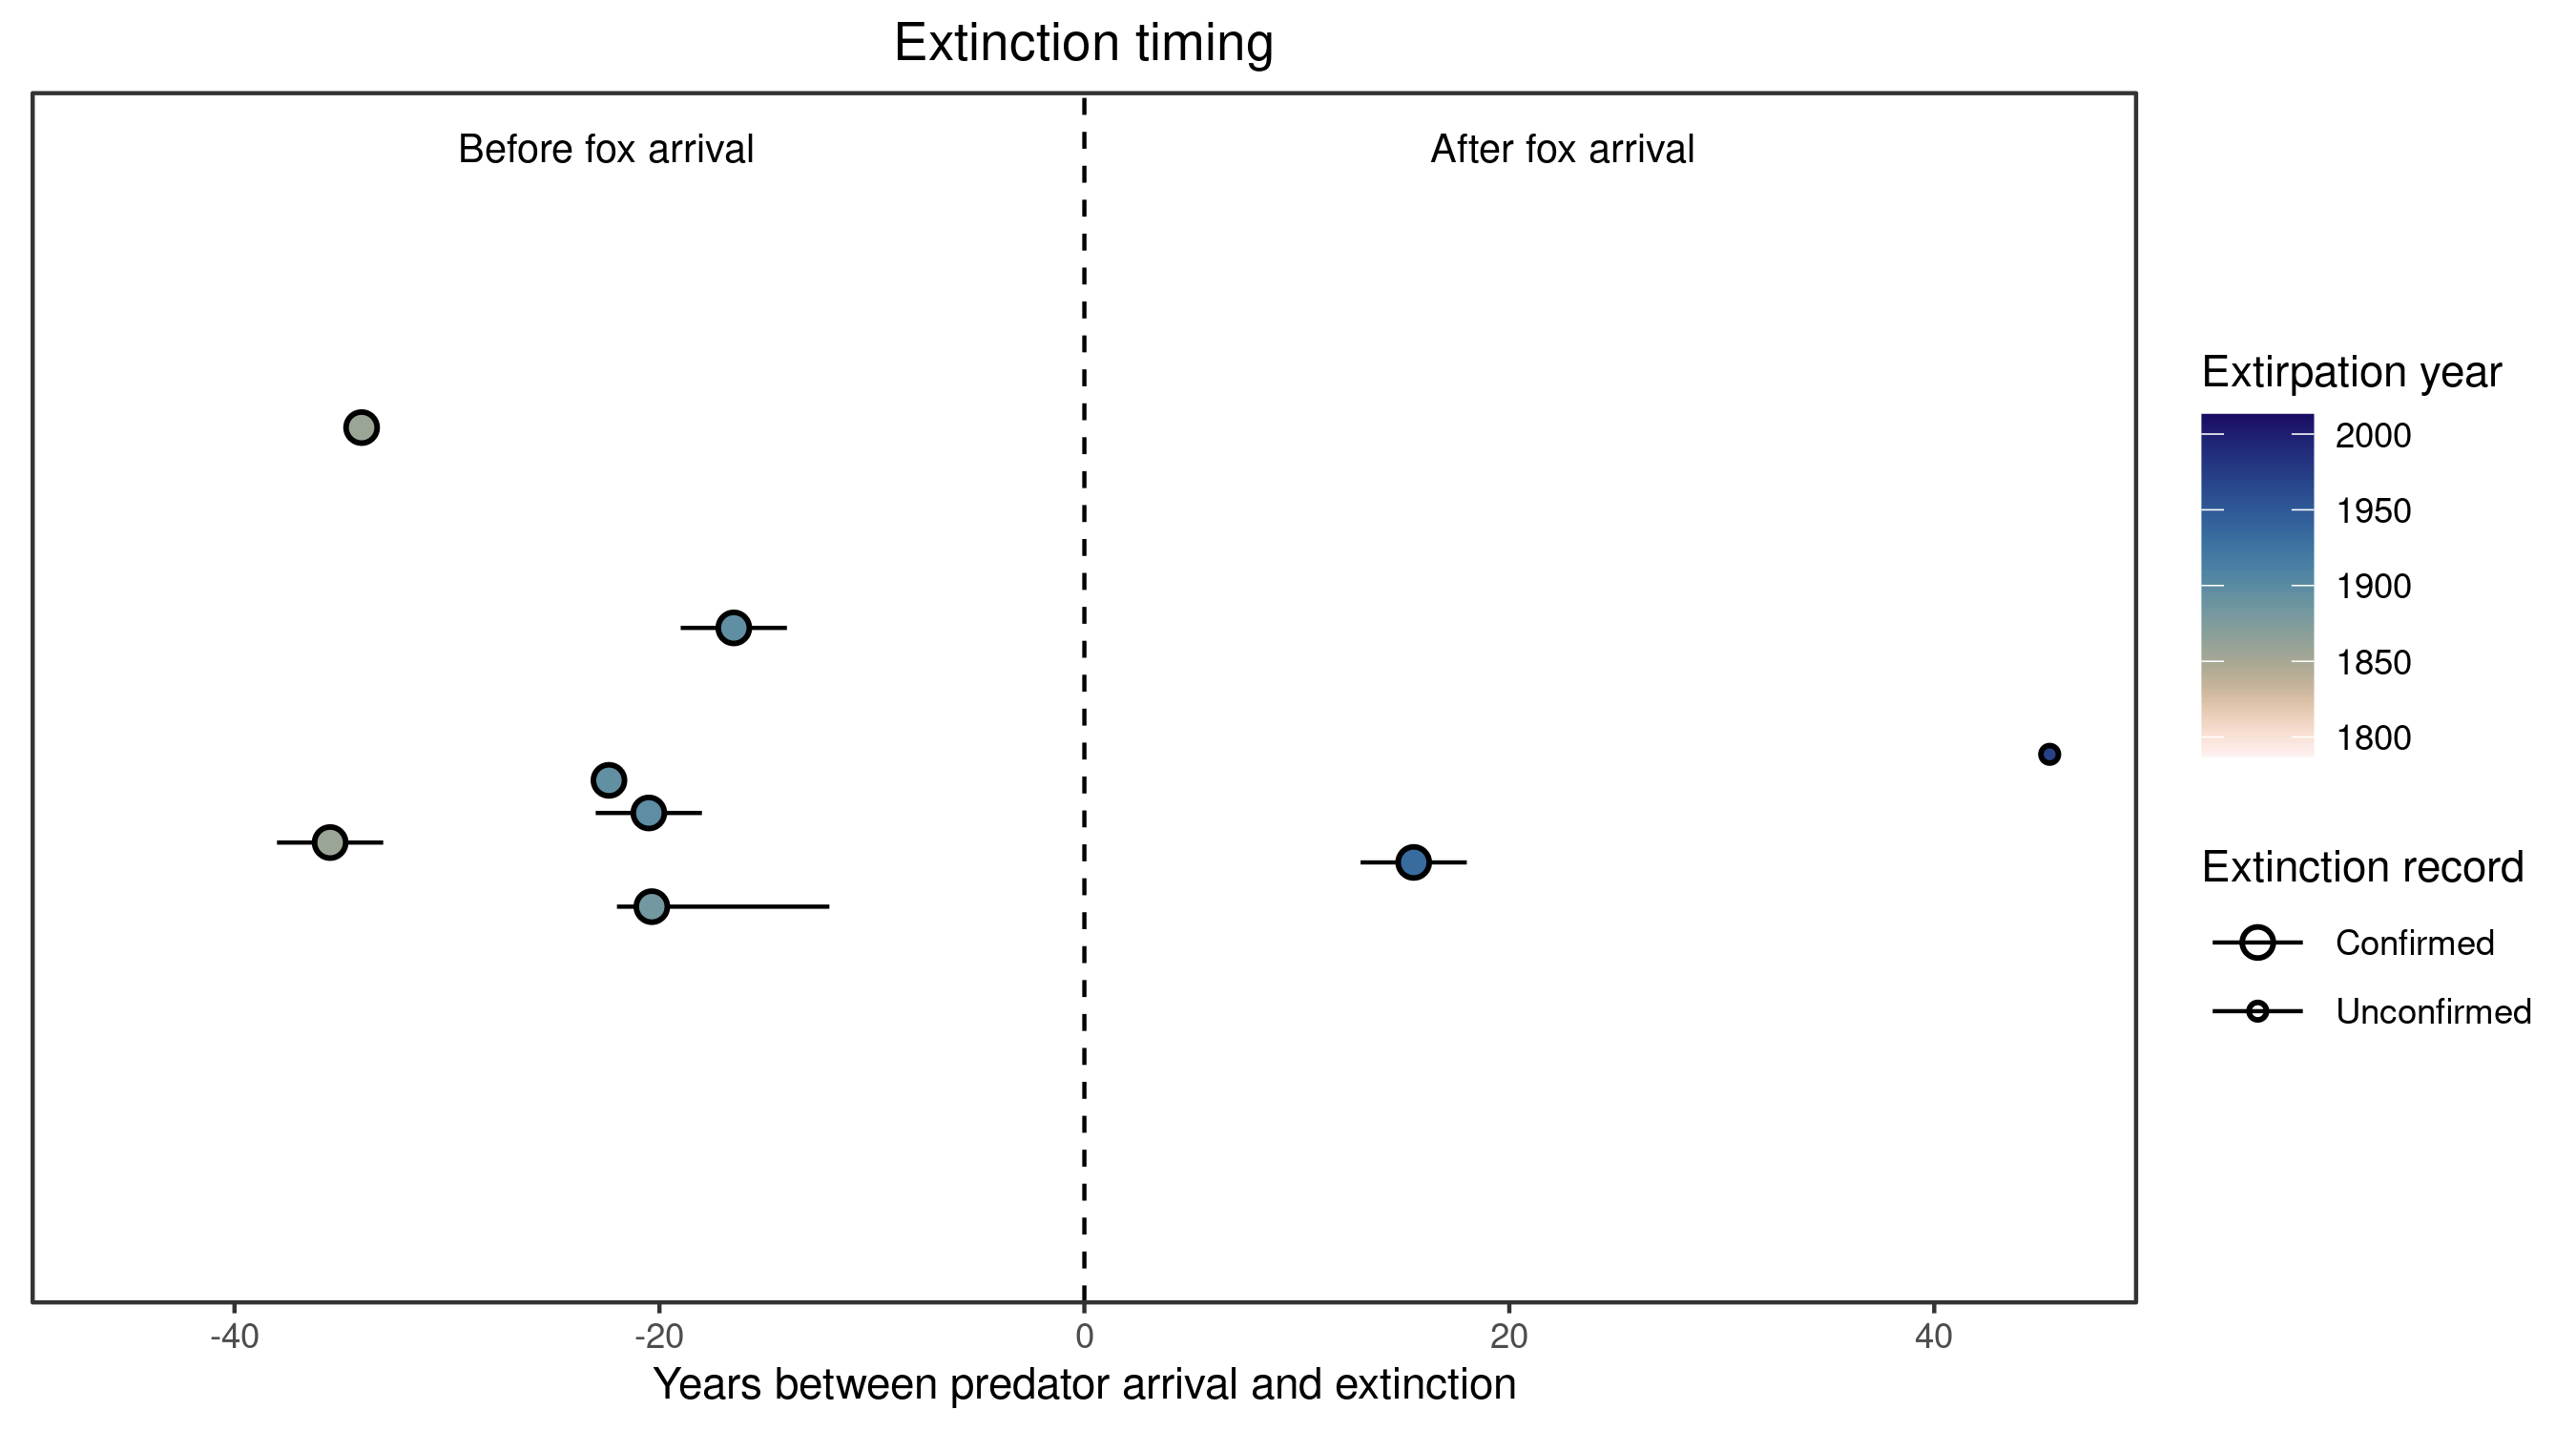 Extinction timing
Before fox arrival
After fox arrival
Extirpation year
2000
1950
1900
1850
1800
Extinction record
Confirmed
Unconfirmed
-40
-20
0
20
40
Years between predator arrival and extinction